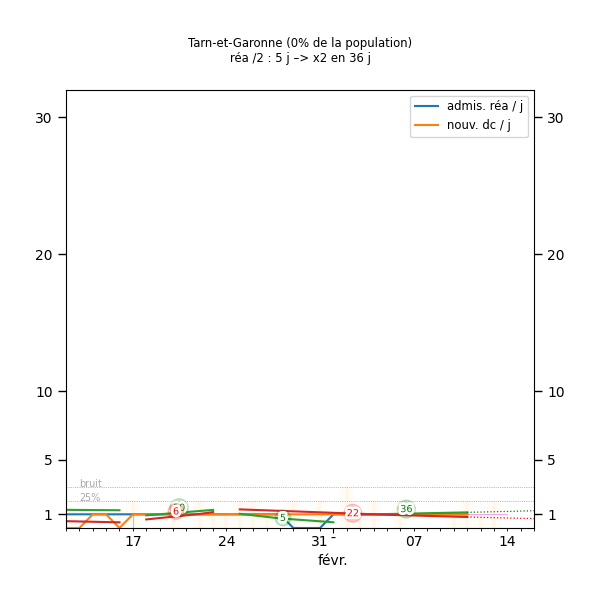 Tarn-et-Garonne (0% de la population)
réa /2 : 5 j –> x2 en 36 j
admis. réa / j
nouv. dc / j
30 30
20 20
10 10
5 5
bruit
25%
1 1
6 5 22 36
17 24 31 07 14
févr.